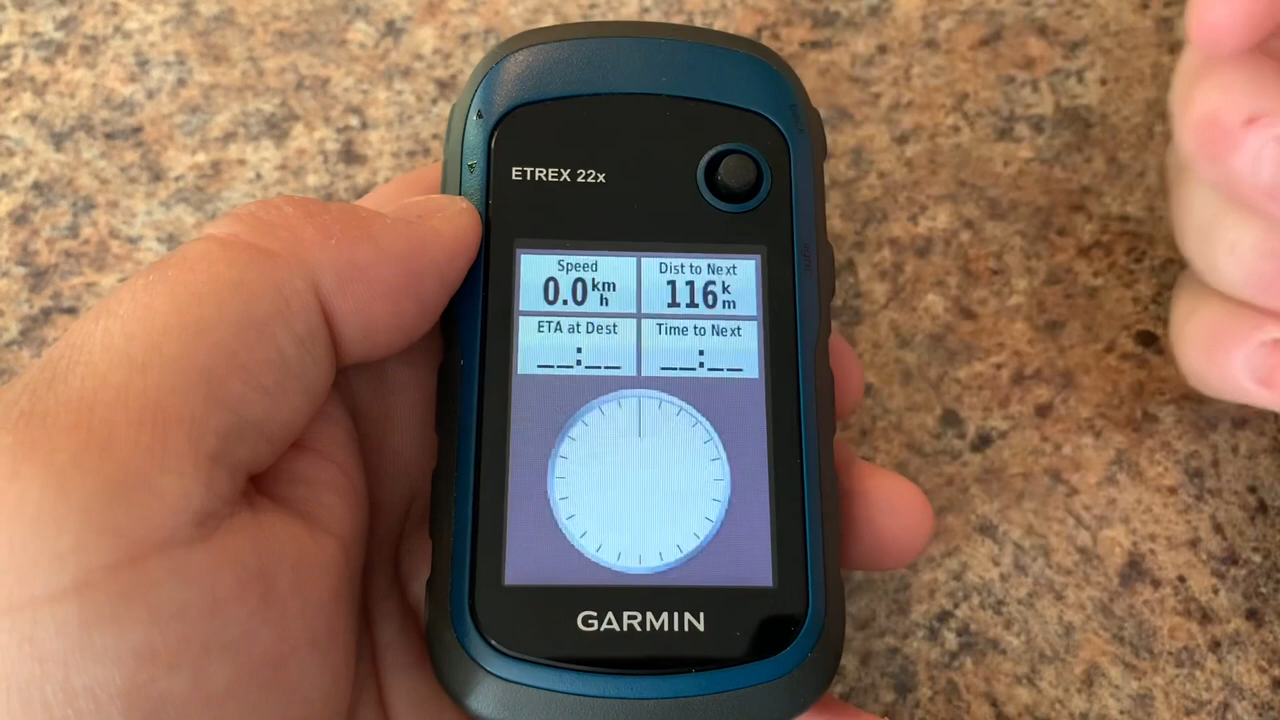 ETREX 22x
Speed
0.0 km h
Dist to Next
116 k m
ETA at Dest
__:__
Time to Next
__:__
GARMIN